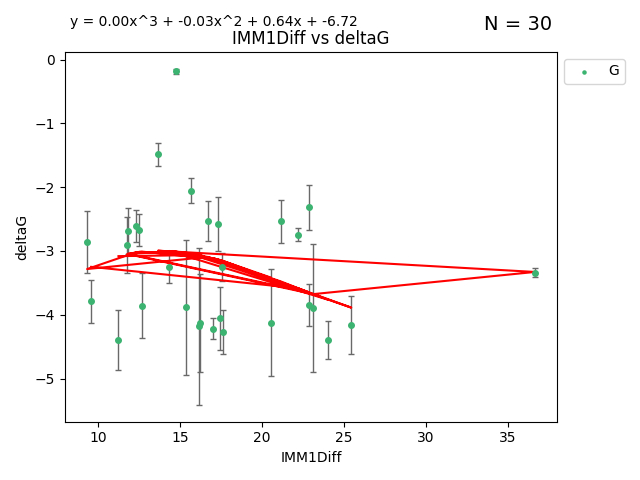 y = 0.00x^3 + -0.03x^2 + 0.64x + -6.72
N = 30
IMM1Diff vs deltaG
G
deltaG
0
−1
−2
−3
−4
−5
10 15 20 25 30 35
IMM1Diff